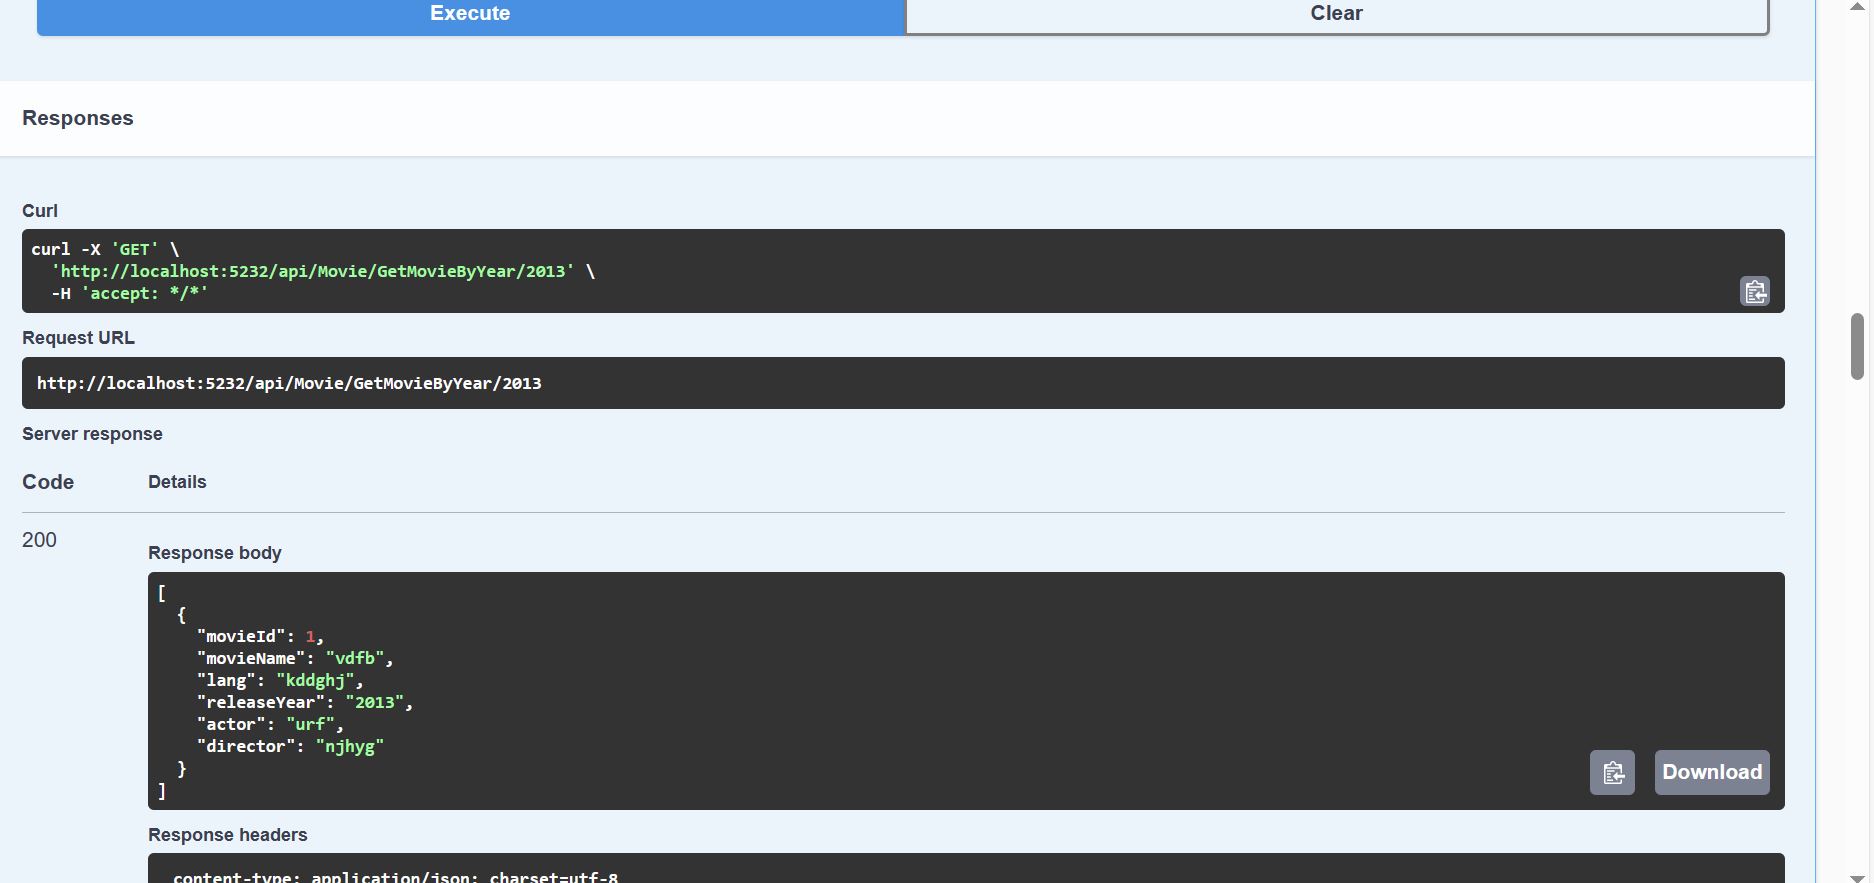 Execute
Clear
Responses
Curl
curl -X 'GET' \
'http://localhost:5232/api/Movie/GetMovieByYear/2013' \
-H 'accept: */*'
Request URL
http://localhost:5232/api/Movie/GetMovieByYear/2013
Server response
Code Details
200
Response body
[
{
"movieId": 1,
"movieName": "vdfb",
"lang": "kddghj",
"releaseYear": "2013",
"actor": "urf",
"director": "njhyg"
}
]
Download
Response headers
content-type: application/json; charset=utf-8